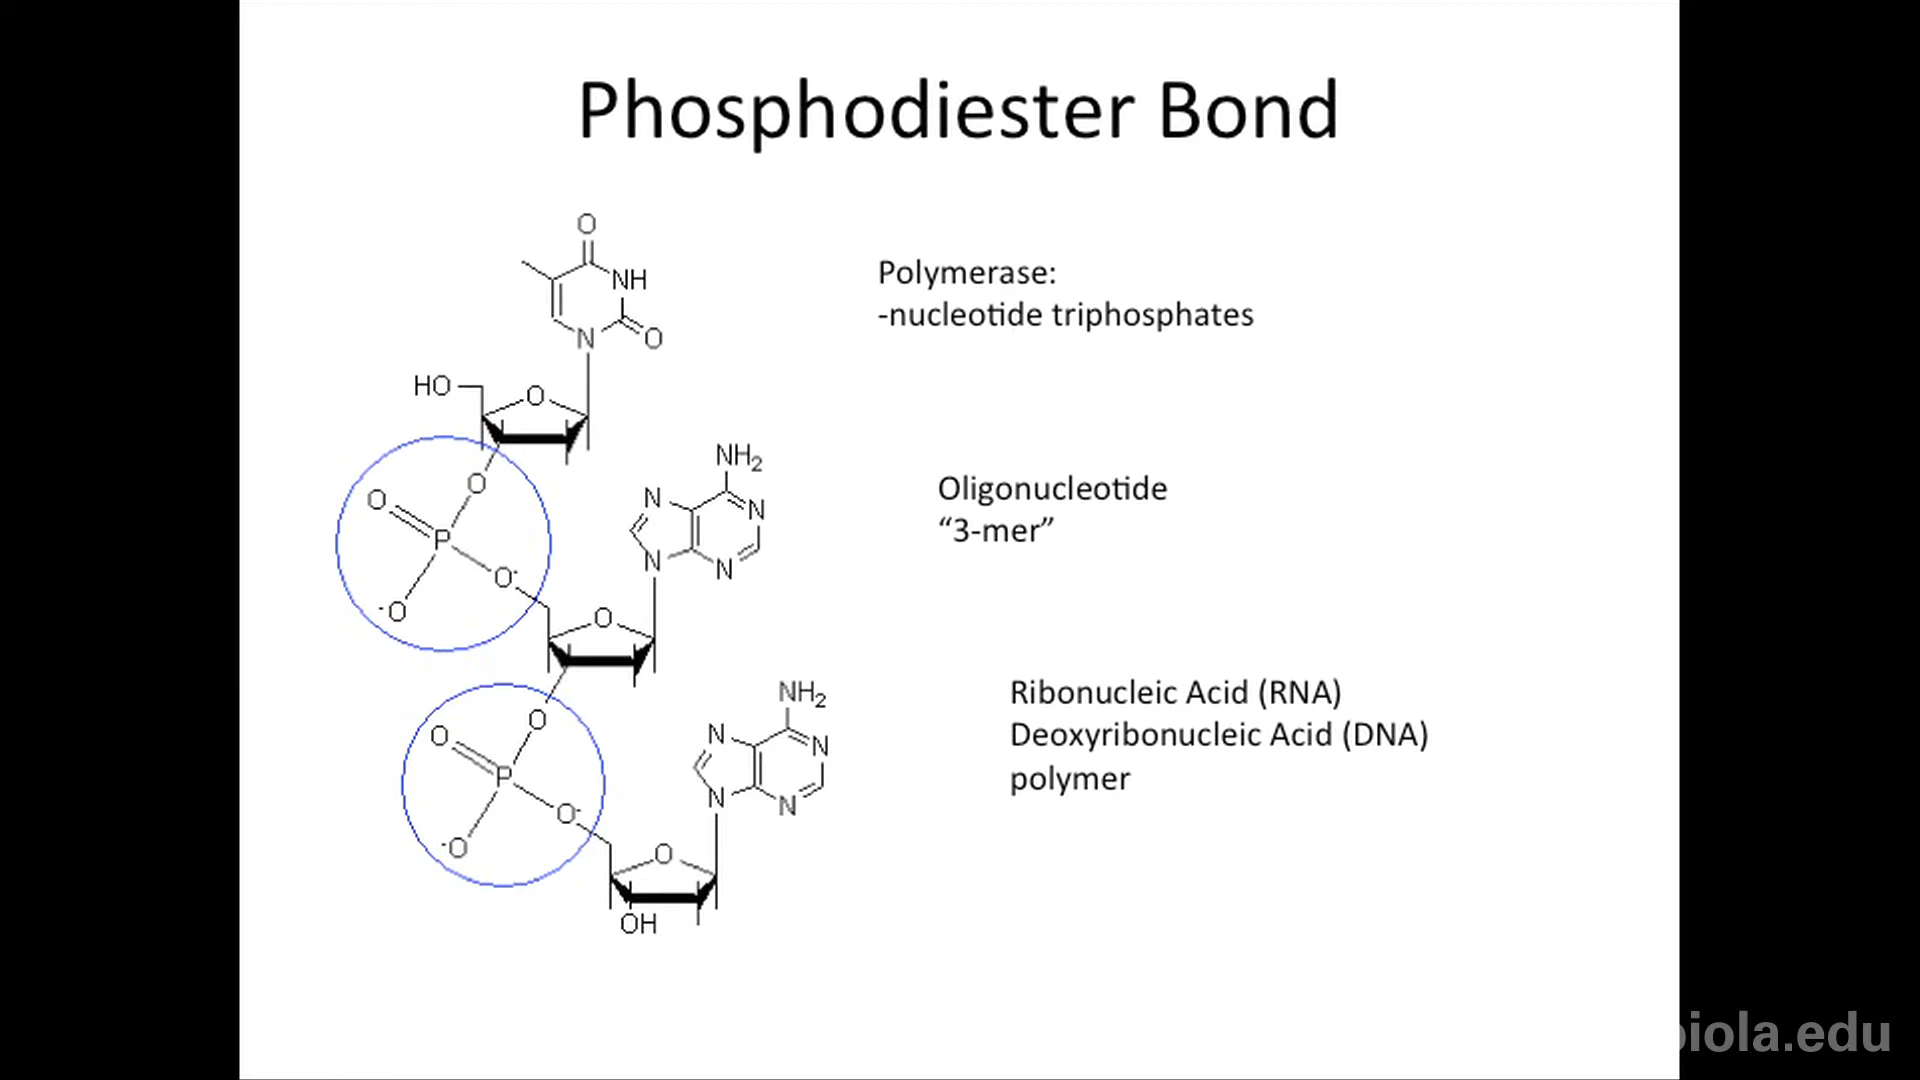 Phosphodiester Bond
O
NH
N
O
HO
O
Polymerase:
-nucleotide triphosphates
O
O
P
O-
-O
NH2
N
N
N
N
O
Oligonucleotide
“3-mer”
O
O
P
O-
-O
NH2
N
N
N
N
O
OH
Ribonucleic Acid (RNA)
Deoxyribonucleic Acid (DNA)
polymer
biola.edu